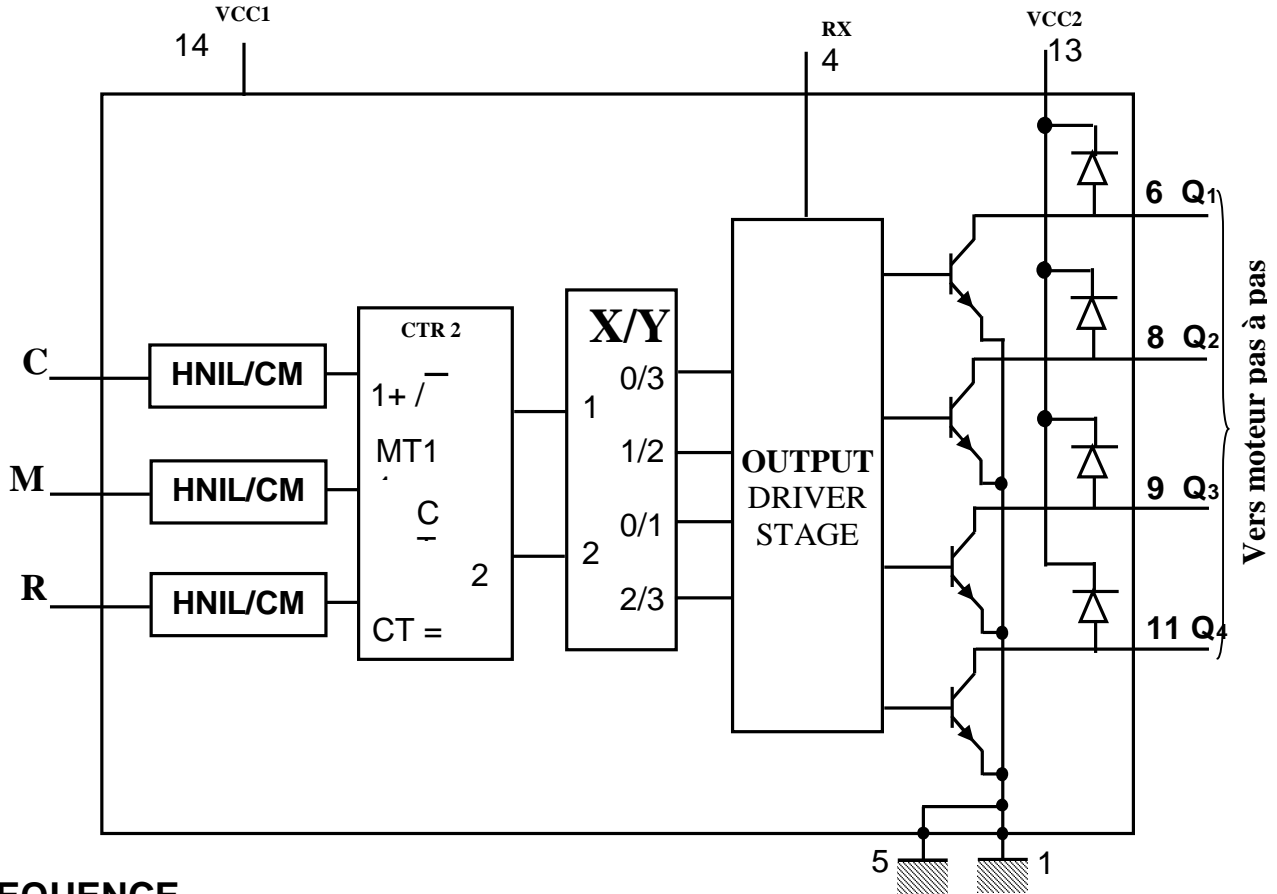 VCC1
14
RX
4
VCC2
13
6 Q1
8 Q2
9 Q3
11 Q4
Vers moteur pas à pas
C
HNIL/CM
M
HNIL/CM
R
HNIL/CM
CTR 2
1+ /‾
MT1
C
2
CT =
X/Y
1
2
0/3
1/2
0/1
2/3
OUTPUT
DRIVER
STAGE
5
1
EQUENCE